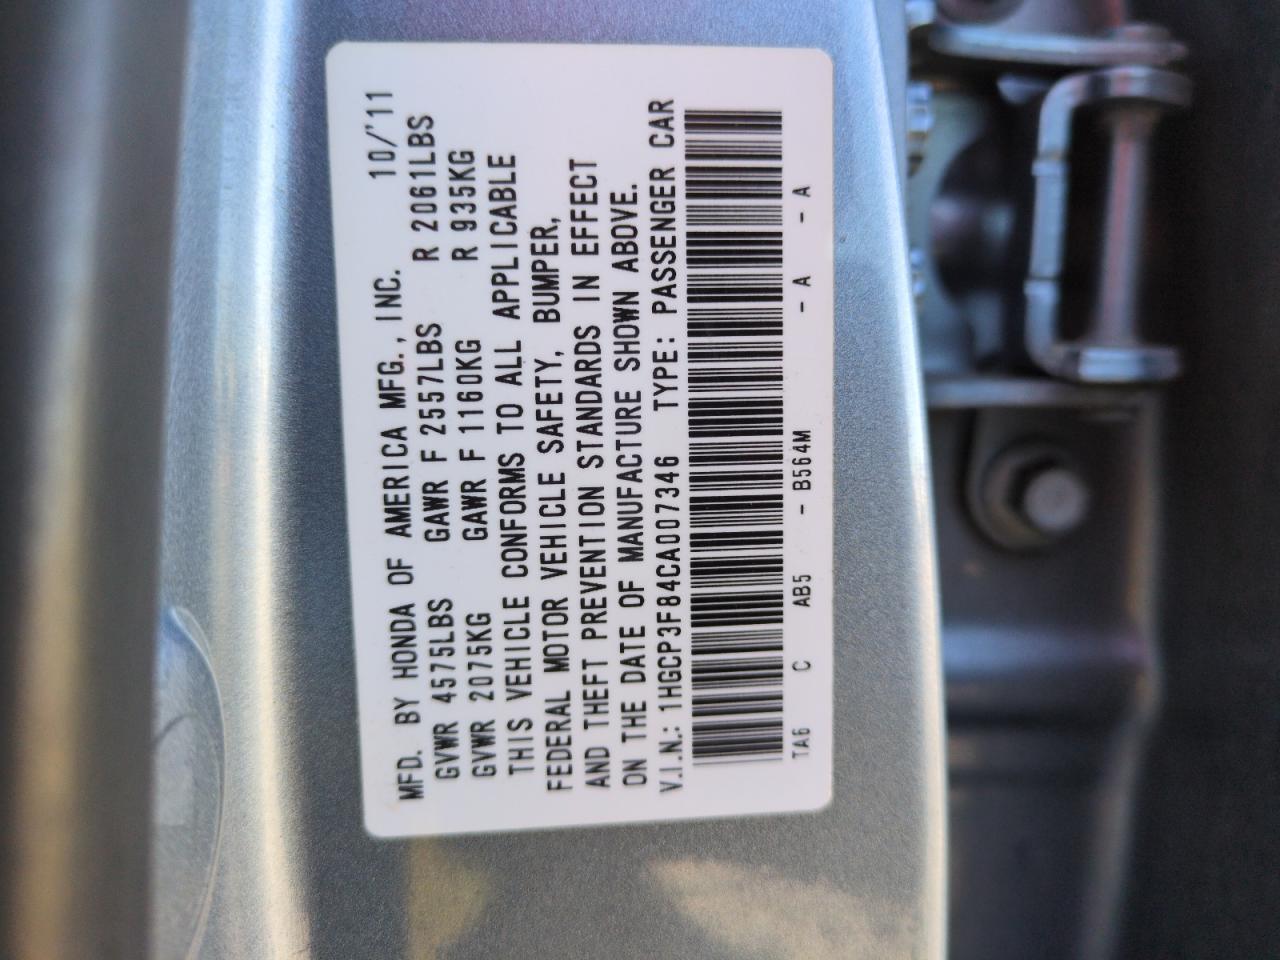 MFD. BY HONDA OF AMERICA MFG., INC. 10/'11
GVWR 4575LBS GAWR F 2557LBS R 2061LBS
GVWR 2075KG GAWR F 1160KG R 935KG
THIS VEHICLE CONFORMS TO ALL APPLICABLE
FEDERAL MOTOR VEHICLE SAFETY, BUMPER,
AND THEFT PREVENTION STANDARDS IN EFFECT
ON THE DATE OF MANUFACTURE SHOWN ABOVE.
V.I.N.: 1HGCP3F84CA007346 TYPE: PASSENGER CAR
TA6 C AB5 - B564M - A - A